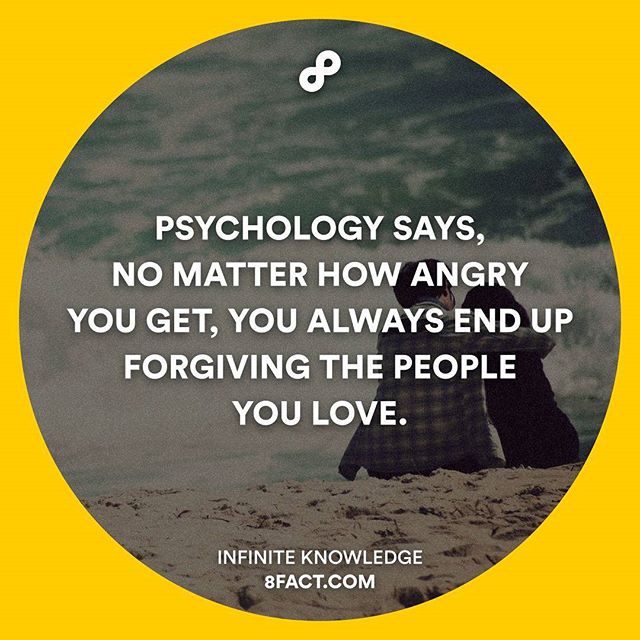 PSYCHOLOGY SAYS,
NO MATTER HOW ANGRY
YOU GET, YOU ALWAYS END UP
FORGIVING THE PEOPLE
YOU LOVE.
INFINITE KNOWLEDGE
8FACT.COM